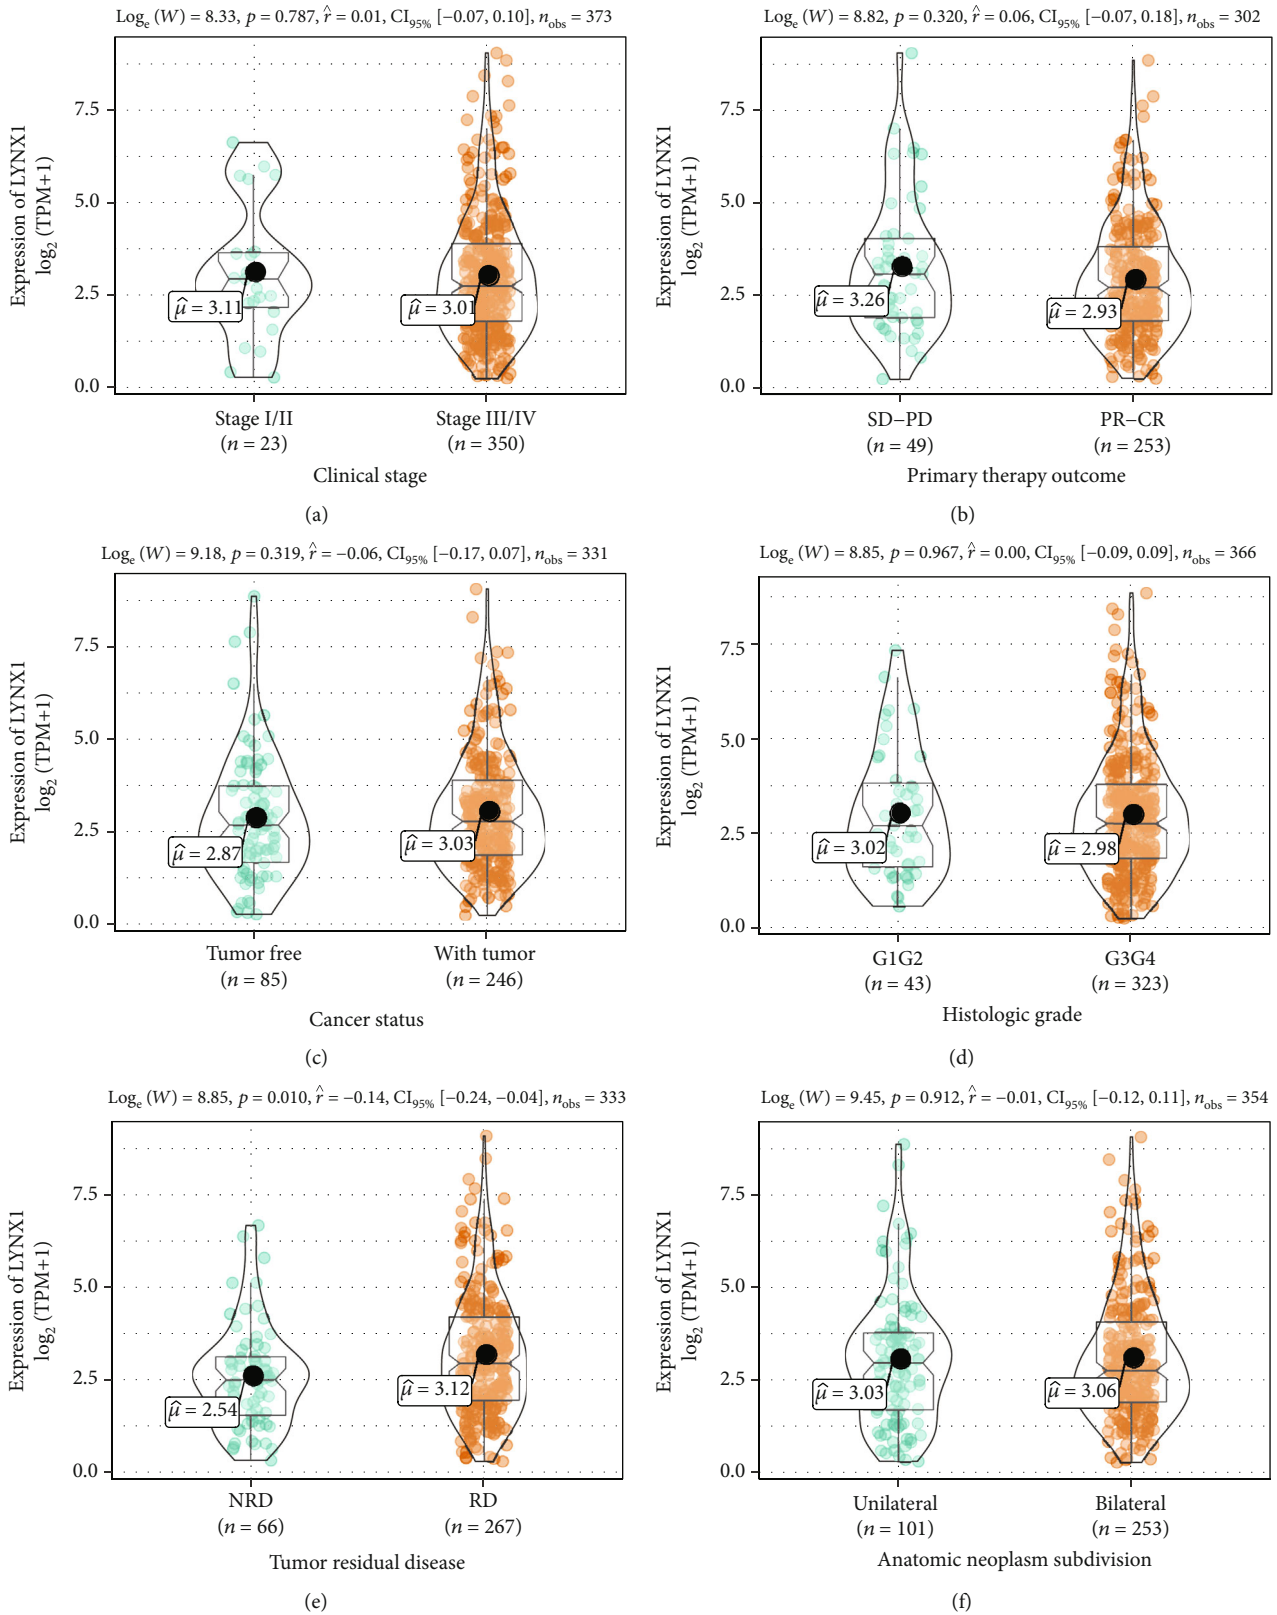 Logₑ (W) = 8.33, p = 0.787, r̂ = 0.01, CI₉₅% [−0.07, 0.10], n_obs = 373
Expression of LYNX1
log₂ (TPM+1)
7.5
5.0
2.5
0.0
μ̂ = 3.11
μ̂ = 3.01
Stage I/II
(n = 23)
Stage III/IV
(n = 350)
Clinical stage
(a)
Logₑ (W) = 8.82, p = 0.320, r̂ = 0.06, CI₉₅% [−0.07, 0.18], n_obs = 302
Expression of LYNX1
log₂ (TPM+1)
7.5
5.0
2.5
0.0
μ̂ = 3.26
μ̂ = 2.93
SD−PD
(n = 49)
PR−CR
(n = 253)
Primary therapy outcome
(b)
Logₑ (W) = 9.18, p = 0.319, r̂ = −0.06, CI₉₅% [−0.17, 0.07], n_obs = 331
Expression of LYNX1
log₂ (TPM+1)
7.5
5.0
2.5
0.0
μ̂ = 2.87
μ̂ = 3.03
Tumor free
(n = 85)
With tumor
(n = 246)
Cancer status
(c)
Logₑ (W) = 8.85, p = 0.967, r̂ = 0.00, CI₉₅% [−0.09, 0.09], n_obs = 366
Expression of LYNX1
log₂ (TPM+1)
7.5
5.0
2.5
0.0
μ̂ = 3.02
μ̂ = 2.98
G1G2
(n = 43)
G3G4
(n = 323)
Histologic grade
(d)
Logₑ (W) = 8.85, p = 0.010, r̂ = −0.14, CI₉₅% [−0.24, −0.04], n_obs = 333
Expression of LYNX1
log₂ (TPM+1)
7.5
5.0
2.5
0.0
μ̂ = 2.54
μ̂ = 3.12
NRD
(n = 66)
RD
(n = 267)
Tumor residual disease
(e)
Logₑ (W) = 9.45, p = 0.912, r̂ = −0.01, CI₉₅% [−0.12, 0.11], n_obs = 354
Expression of LYNX1
log₂ (TPM+1)
7.5
5.0
2.5
0.0
μ̂ = 3.03
μ̂ = 3.06
Unilateral
(n = 101)
Bilateral
(n = 253)
Anatomic neoplasm subdivision
(f)